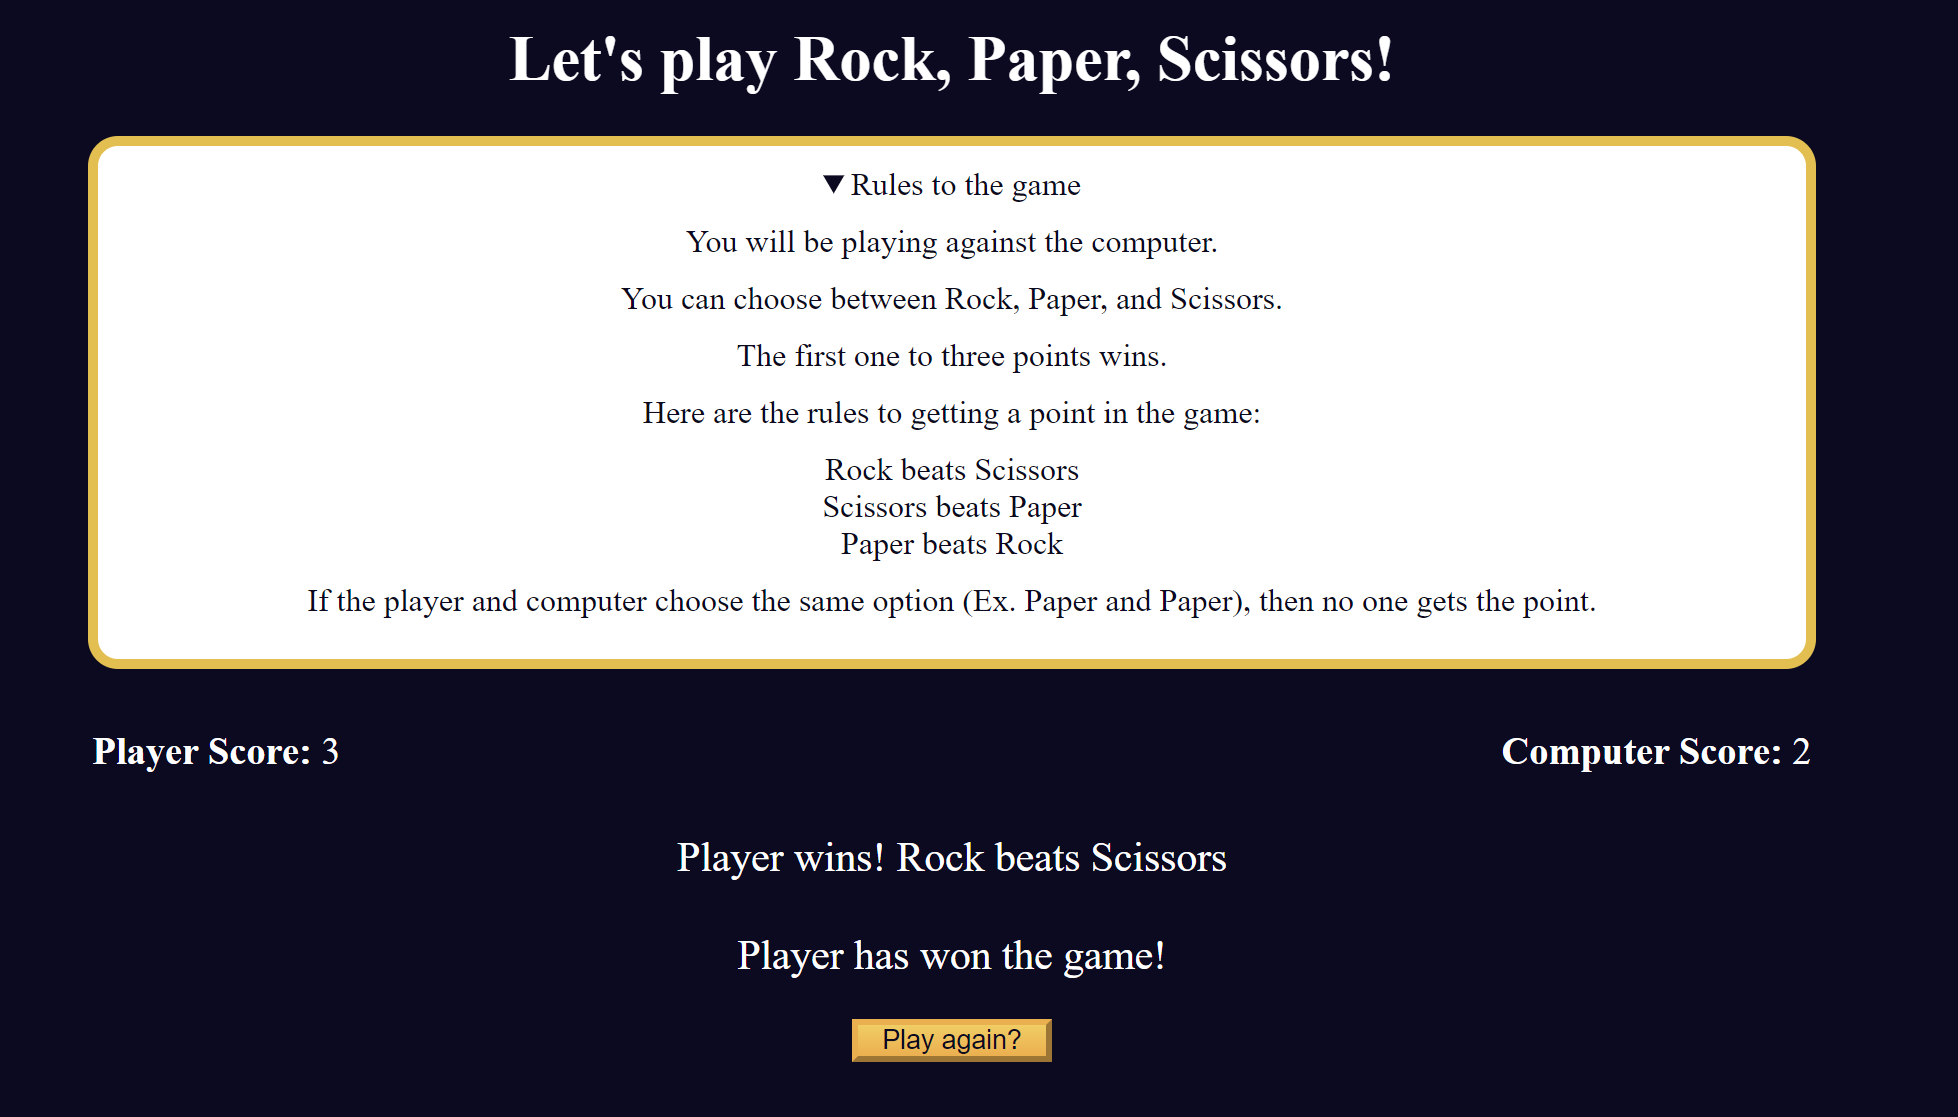 Let's play Rock, Paper, Scissors!
Rules to the game
You will be playing against the computer.
You can choose between Rock, Paper, and Scissors.
The first one to three points wins.
Here are the rules to getting a point in the game:
Rock beats Scissors
Scissors beats Paper
Paper beats Rock
If the player and computer choose the same option (Ex. Paper and Paper), then no one gets the point.
Player Score: 3
Computer Score: 2
Player wins! Rock beats Scissors
Player has won the game!
Play again?